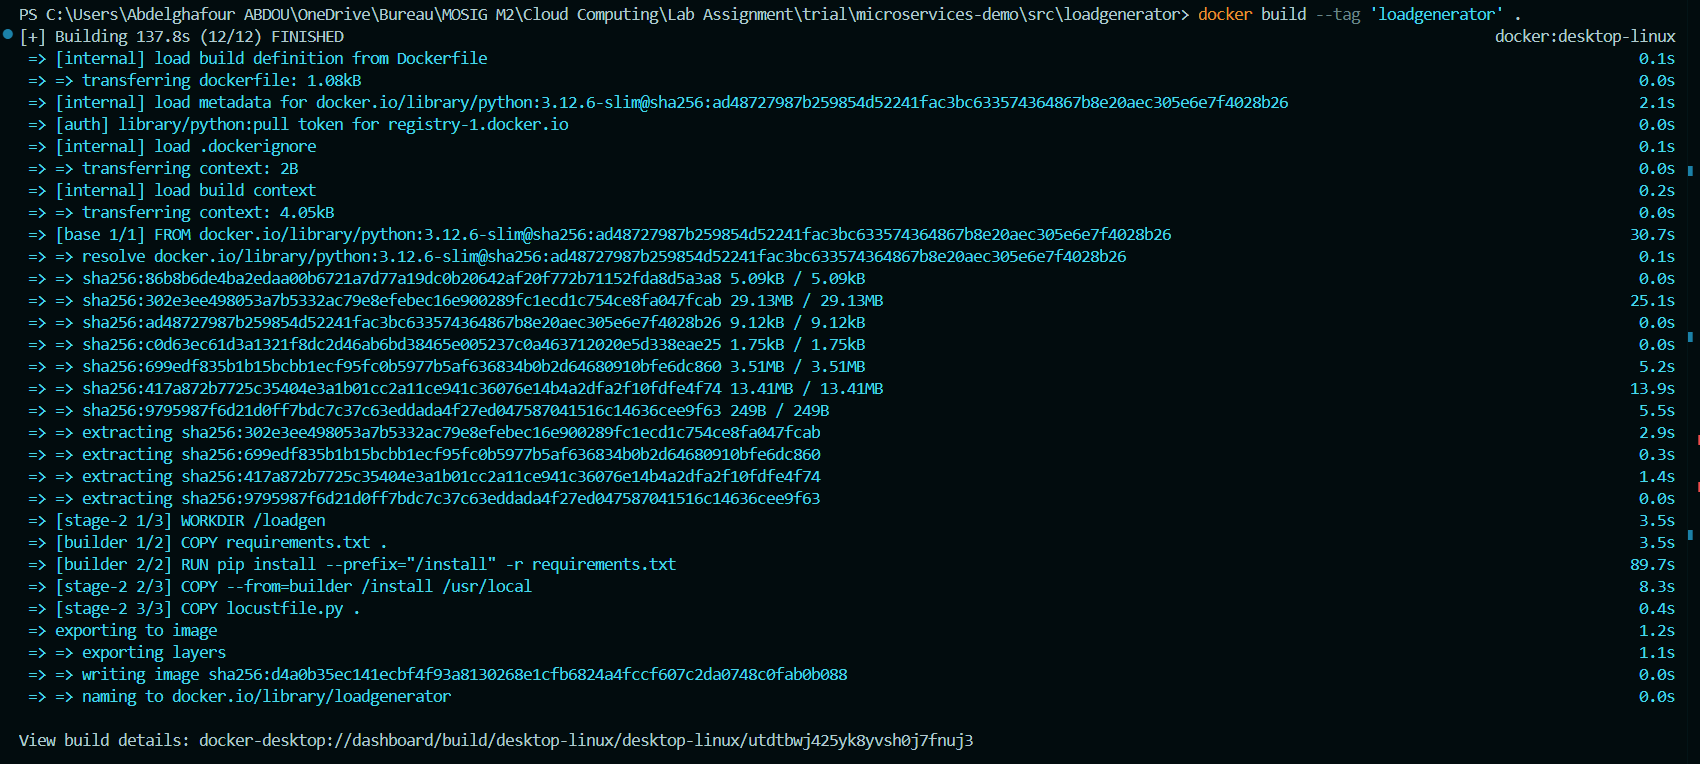 PS C:\Users\Abdelghafour ABDOU\OneDrive\Bureau\MOSIG M2\Cloud Computing\Lab Assignment\trial\microservices-demo\src\loadgenerator> docker build --tag 'loadgenerator' .
[+] Building 137.8s (12/12) FINISHED docker:desktop-linux
=> [internal] load build definition from Dockerfile 0.1s
=> => transferring dockerfile: 1.08kB 0.0s
=> [internal] load metadata for docker.io/library/python:3.12.6-slim@sha256:ad48727987b259854d52241fac3bc633574364867b8e20aec305e6e7f4028b26 2.1s
=> [auth] library/python:pull token for registry-1.docker.io 0.0s
=> [internal] load .dockerignore 0.1s
=> => transferring context: 2B 0.0s
=> [internal] load build context 0.2s
=> => transferring context: 4.05kB 0.0s
=> [base 1/1] FROM docker.io/library/python:3.12.6-slim@sha256:ad48727987b259854d52241fac3bc633574364867b8e20aec305e6e7f4028b26 30.7s
=> => resolve docker.io/library/python:3.12.6-slim@sha256:ad48727987b259854d52241fac3bc633574364867b8e20aec305e6e7f4028b26 0.1s
=> => sha256:86b8b6de4ba2edaa00b6721a7d77a19dc0b20642af20f772b71152fda8d5a3a8 5.09kB / 5.09kB 0.0s
=> => sha256:302e3ee498053a7b5332ac79e8efebec16e900289fc1ecd1c754ce8fa047fcab 29.13MB / 29.13MB 25.1s
=> => sha256:ad48727987b259854d52241fac3bc633574364867b8e20aec305e6e7f4028b26 9.12kB / 9.12kB 0.0s
=> => sha256:c0d63ec61d3a1321f8dc2d46ab6bd38465e005237c0a463712020e5d338eae25 1.75kB / 1.75kB 0.0s
=> => sha256:699edf835b1b15bcbb1ecf95fc0b5977b5af636834b0b2d64680910bfe6dc860 3.51MB / 3.51MB 5.2s
=> => sha256:417a872b7725c35404e3a1b01cc2a11ce941c36076e14b4a2dfa2f10fdfe4f74 13.41MB / 13.41MB 13.9s
=> => sha256:9795987f6d21d0ff7bdc7c37c63eddada4f27ed047587041516c14636cee9f63 249B / 249B 5.5s
=> => extracting sha256:302e3ee498053a7b5332ac79e8efebec16e900289fc1ecd1c754ce8fa047fcab 2.9s
=> => extracting sha256:699edf835b1b15bcbb1ecf95fc0b5977b5af636834b0b2d64680910bfe6dc860 0.3s
=> => extracting sha256:417a872b7725c35404e3a1b01cc2a11ce941c36076e14b4a2dfa2f10fdfe4f74 1.4s
=> => extracting sha256:9795987f6d21d0ff7bdc7c37c63eddada4f27ed047587041516c14636cee9f63 0.0s
=> [stage-2 1/3] WORKDIR /loadgen 3.5s
=> [builder 1/2] COPY requirements.txt . 3.5s
=> [builder 2/2] RUN pip install --prefix="/install" -r requirements.txt 89.7s
=> [stage-2 2/3] COPY --from=builder /install /usr/local 8.3s
=> [stage-2 3/3] COPY locustfile.py . 0.4s
=> exporting to image 1.2s
=> => exporting layers 1.1s
=> => writing image sha256:d4a0b35ec141ecbf4f93a8130268e1cfb6824a4fccf607c2da0748c0fab0b088 0.0s
=> => naming to docker.io/library/loadgenerator 0.0s
View build details: docker-desktop://dashboard/build/desktop-linux/desktop-linux/utdtbwj425yk8yvsh0j7fnuj3